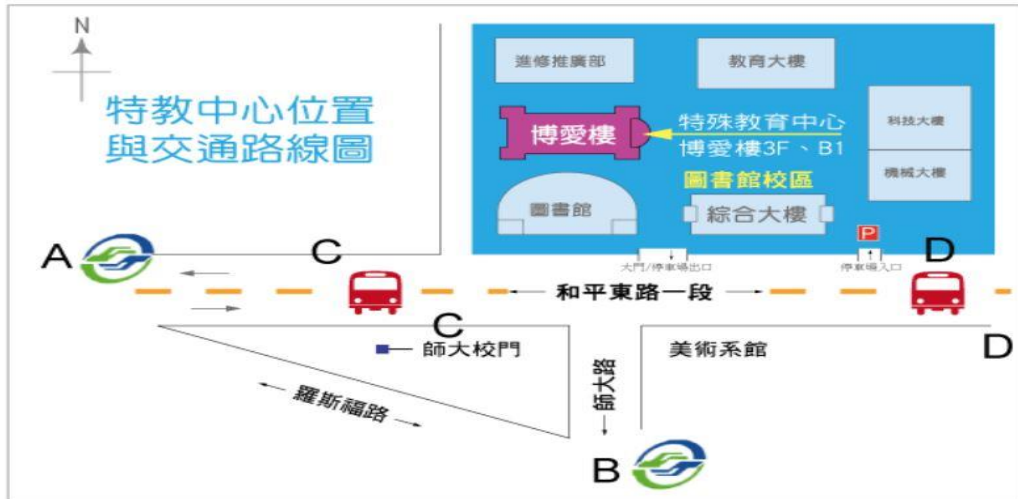 N
特教中心位置
與交通路線圖
進修推廣部
教育大樓
博愛樓
特殊教育中心
博愛樓3F、B1
科技大樓
機械大樓
圖書館校區
圖書館
綜合大樓
P
A
C
D
大門/停車場出口
停車場入口
和平東路一段
C
師大校門
美術系館
D
羅斯福路
師大路
B